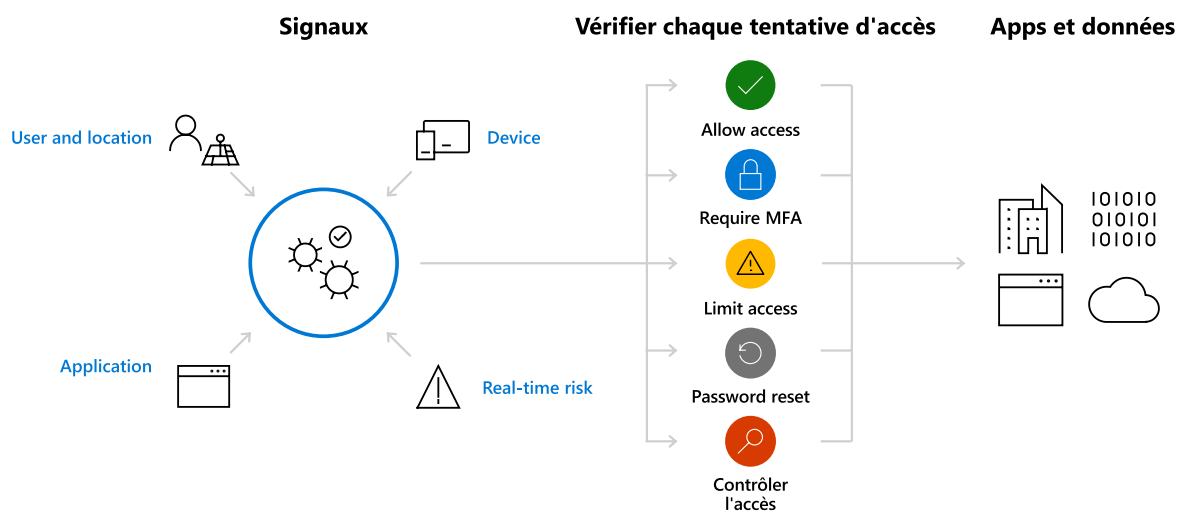 Signaux
Vérifier chaque tentative d'accès
Apps et données
User and location
Device
Application
Real-time risk
Allow access
Require MFA
Limit access
Password reset
Contrôler
l'accès
010101
010101
101010